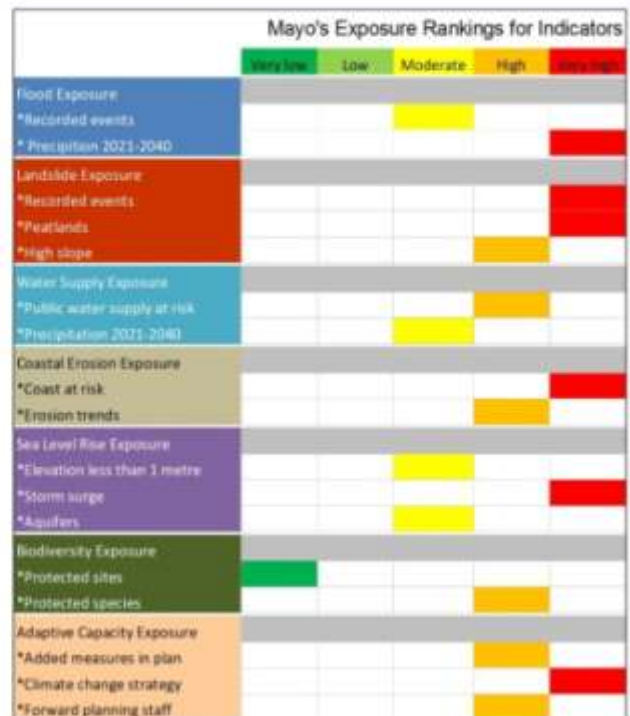 Mayo's Exposure Rankings for Indicators
Very low Low Moderate High Very high
Flood Exposure
*Recorded events
* Precipition 2021-2040
Landslide Exposure
*Recorded events
*Peatlands
*High slope
Water Supply Exposure
*Public water supply at risk
*Precipitation 2021-2040
Coastal Erosion Exposure
*Coast at risk
*Erosion trends
Sea Level Rise Exposure
*Elevation less than 1 metre
*Storm surge
*Aquifers
Biodiversity Exposure
*Protected sites
*Protected species
Adaptive Capacity Exposure
*Added measures in plan
*Climate change strategy
*Forward planning staff